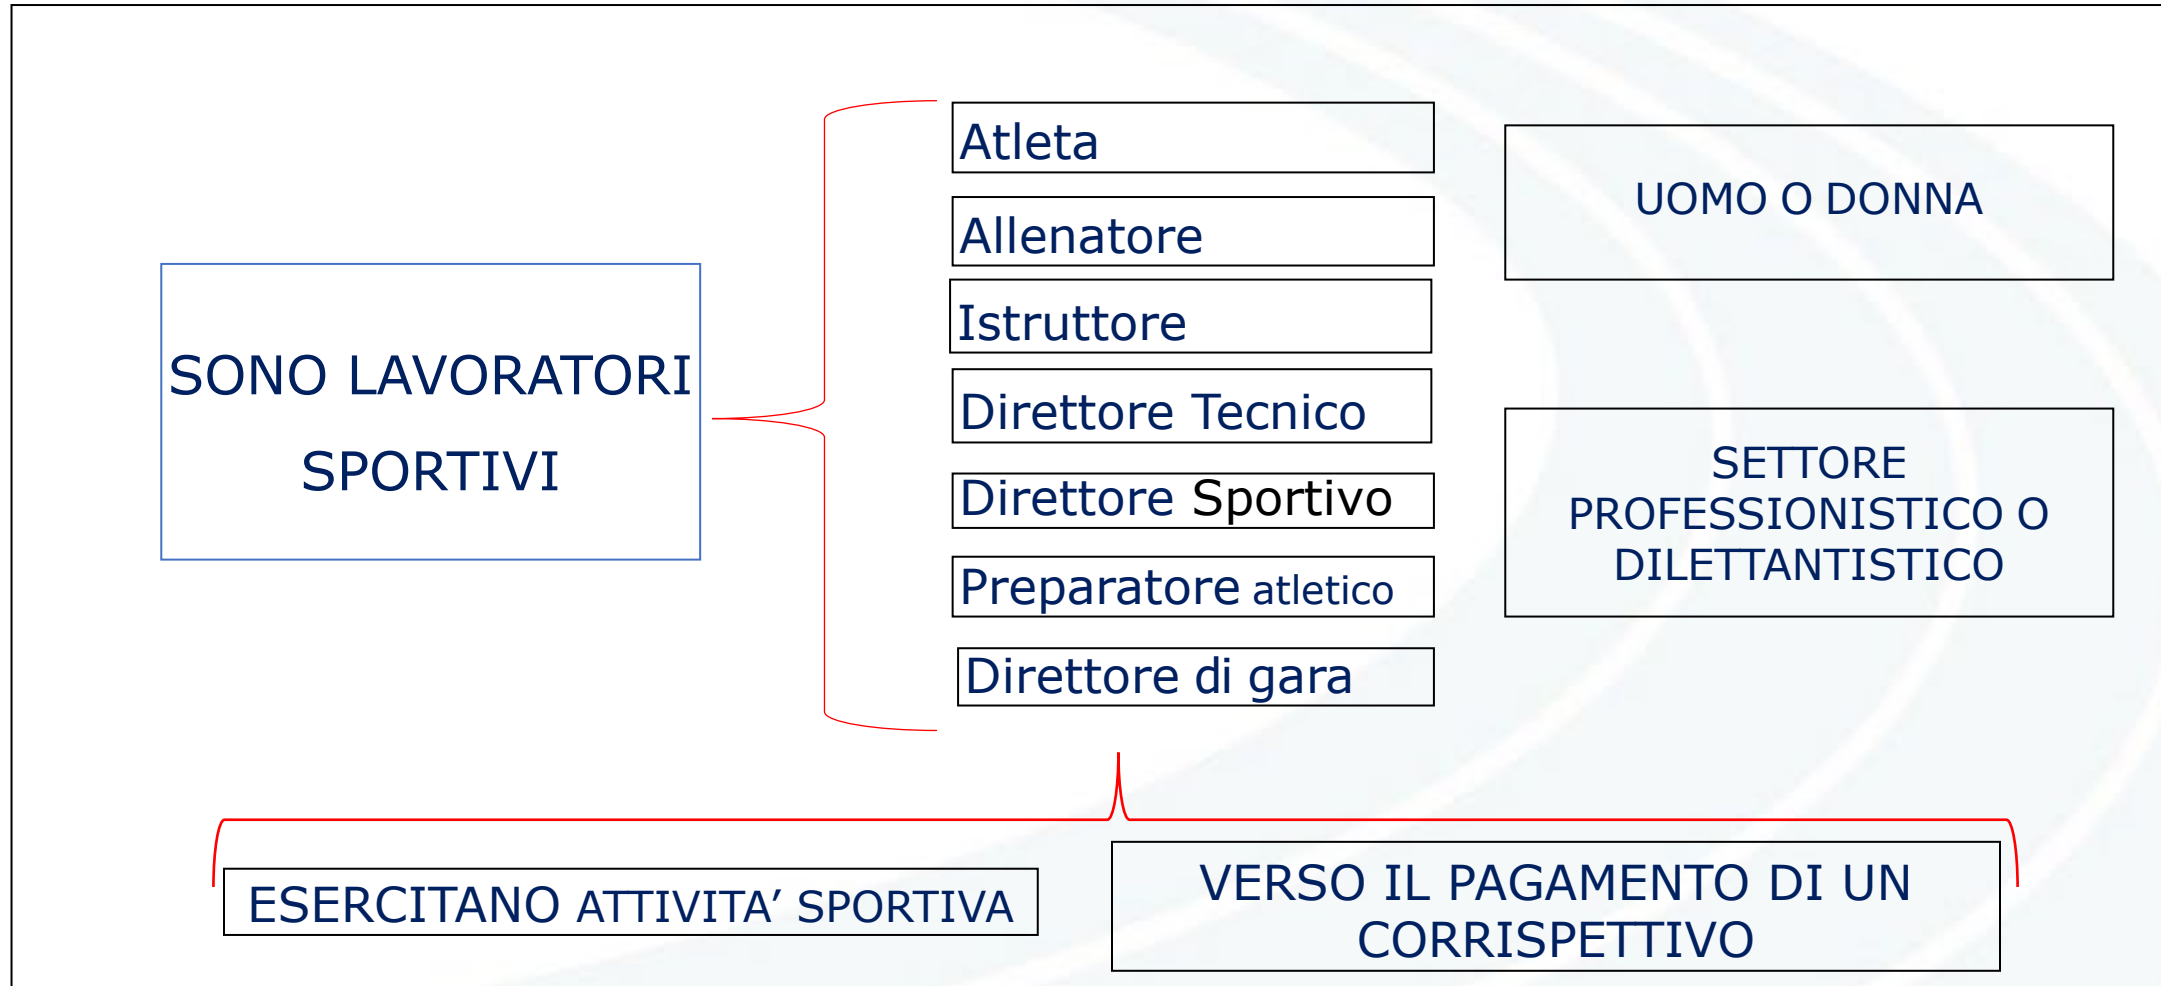 SONO LAVORATORI
SPORTIVI
Atleta
Allenatore
Istruttore
Direttore Tecnico
Direttore Sportivo
Preparatore atletico
Direttore di gara
UOMO O DONNA
SETTORE
PROFESSIONISTICO O
DILETTANTISTICO
ESERCITANO ATTIVITA’ SPORTIVA
VERSO IL PAGAMENTO DI UN
CORRISPETTIVO